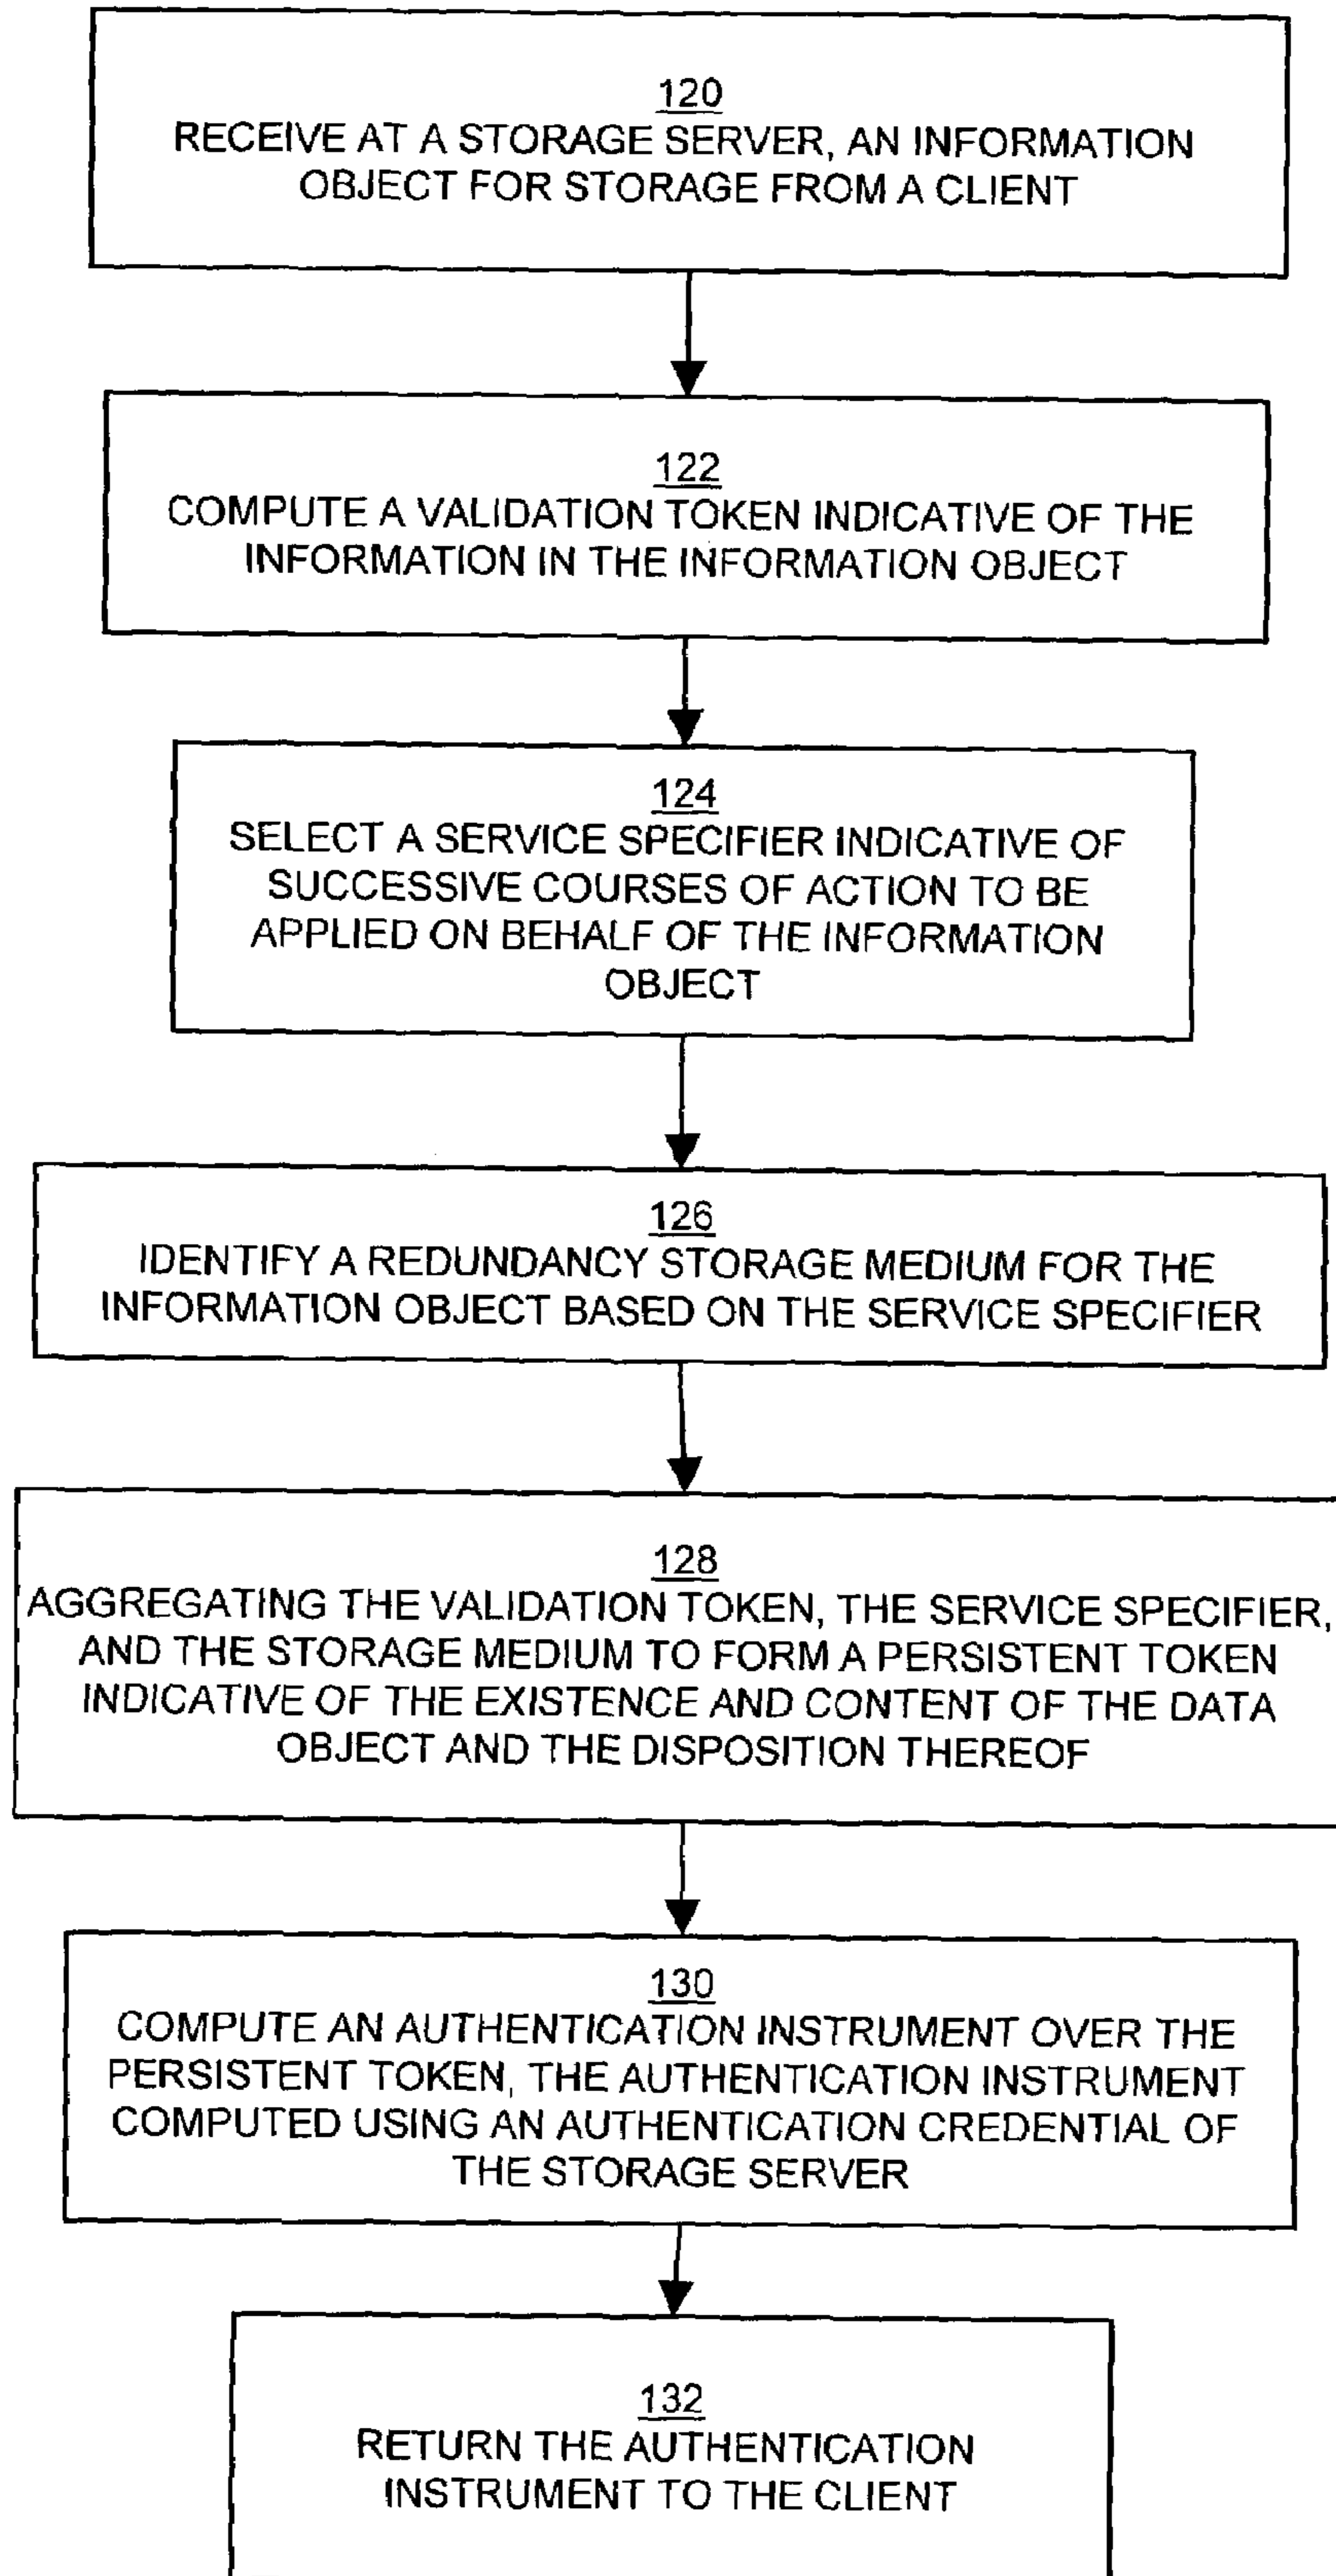 120
RECEIVE AT A STORAGE SERVER, AN INFORMATION
OBJECT FOR STORAGE FROM A CLIENT
122
COMPUTE A VALIDATION TOKEN INDICATIVE OF THE
INFORMATION IN THE INFORMATION OBJECT
124
SELECT A SERVICE SPECIFIER INDICATIVE OF
SUCCESSIVE COURSES OF ACTION TO BE
APPLIED ON BEHALF OF THE INFORMATION
OBJECT
126
IDENTIFY A REDUNDANCY STORAGE MEDIUM FOR THE
INFORMATION OBJECT BASED ON THE SERVICE SPECIFIER
128
AGGREGATING THE VALIDATION TOKEN, THE SERVICE SPECIFIER,
AND THE STORAGE MEDIUM TO FORM A PERSISTENT TOKEN
INDICATIVE OF THE EXISTENCE AND CONTENT OF THE DATA
OBJECT AND THE DISPOSITION THEREOF
130
COMPUTE AN AUTHENTICATION INSTRUMENT OVER THE
PERSISTENT TOKEN, THE AUTHENTICATION INSTRUMENT
COMPUTED USING AN AUTHENTICATION CREDENTIAL OF
THE STORAGE SERVER
132
RETURN THE AUTHENTICATION
INSTRUMENT TO THE CLIENT